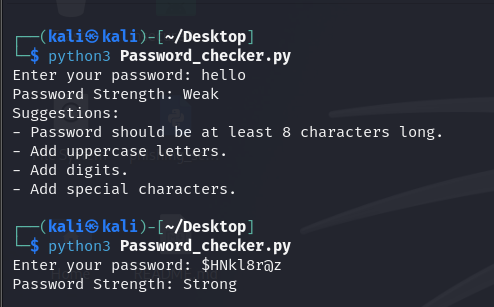 ┌──(kali㉿kali)-[~/Desktop]
└─$ python3 Password_checker.py
Enter your password: hello
Password Strength: Weak
Suggestions:
- Password should be at least 8 characters long.
- Add uppercase letters.
- Add digits.
- Add special characters.
┌──(kali㉿kali)-[~/Desktop]
└─$ python3 Password_checker.py
Enter your password: $HNkl8r@z
Password Strength: Strong